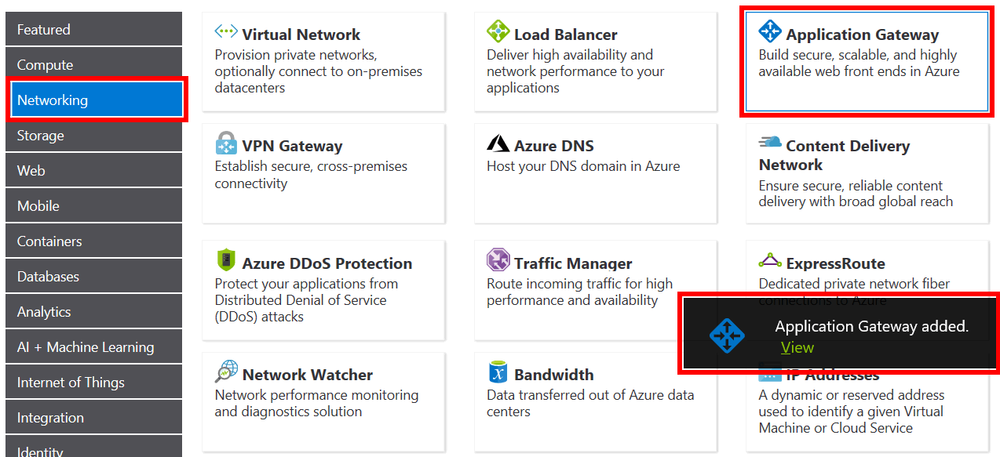 Featured
Compute
Networking
Storage
Web
Mobile
Containers
Databases
Analytics
AI + Machine Learning
Internet of Things
Integration
Identity
Virtual Network
Provision private networks,
optionally connect to on-premises
datacenters
Load Balancer
Deliver high availability and
network performance to your
applications
Application Gateway
Build secure, scalable, and highly
available web front ends in Azure
VPN Gateway
Establish secure, cross-premises
connectivity
Azure DNS
Host your DNS domain in Azure
Content Delivery
Network
Ensure secure, reliable content
delivery with broad global reach
Azure DDoS Protection
Protect your applications from
Distributed Denial of Service
(DDoS) attacks
Traffic Manager
Route incoming traffic for high
performance and availability
ExpressRoute
Dedicated private network fiber
connections to Azure
Application Gateway added.
View
Network Watcher
Network performance monitoring
and diagnostics solution
Bandwidth
Data transferred out of Azure data
centers
IP Addresses
A dynamic or reserved address
used to identify a given Virtual
Machine or Cloud Service